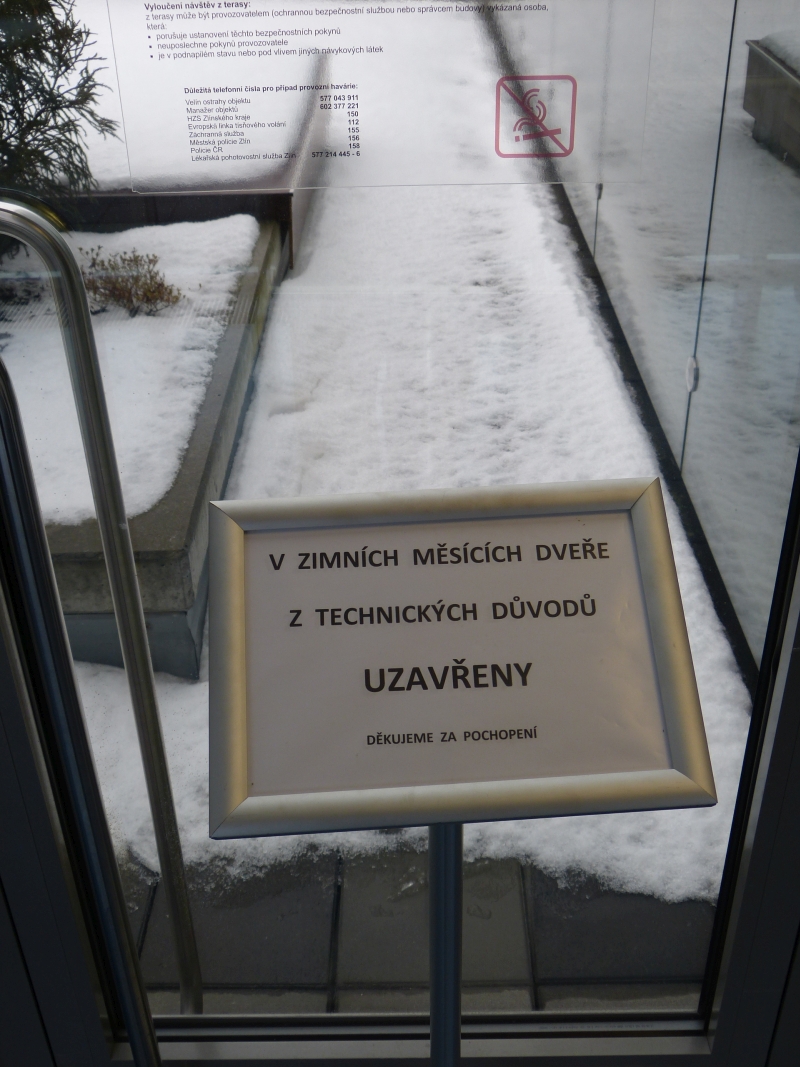 Vyloučení návštěv z terasy:
z terasy může být provozovatelem (ochrannou bezpečnostní službou nebo správcem budovy) vykázaná osoba,
která:
• porušuje ustanovení těchto bezpečnostních pokynů
• neuposlechne pokynů provozovatele
• je v podnapilém stavu nebo pod vlivem jiných návykových látek
Důležitá telefonní čísla pro případ provozní havárie:
Velín ostrahy objektu 577 043 911
Manažer objektů 602 377 221
HZS Zlínského kraje 150
Evropská linka tísňového volání 112
Záchranná služba 155
Městská policie Zlín 156
Policie ČR 158
Lékařská pohotovostní služba Zlín 577 214 445 - 6
V ZIMNÍCH MĚSÍCÍCH DVEŘE
Z TECHNICKÝCH DŮVODŮ
UZAVŘENY
DĚKUJEME ZA POCHOPENÍ